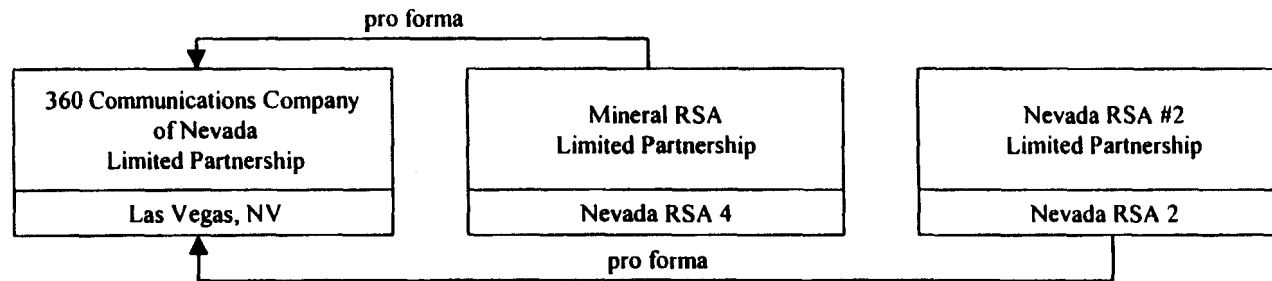 pro forma
360 Communications Company
of Nevada
Limited Partnership
Las Vegas, NV
Mineral RSA
Limited Partnership
Nevada RSA 4
Nevada RSA #2
Limited Partnership
Nevada RSA 2
pro forma